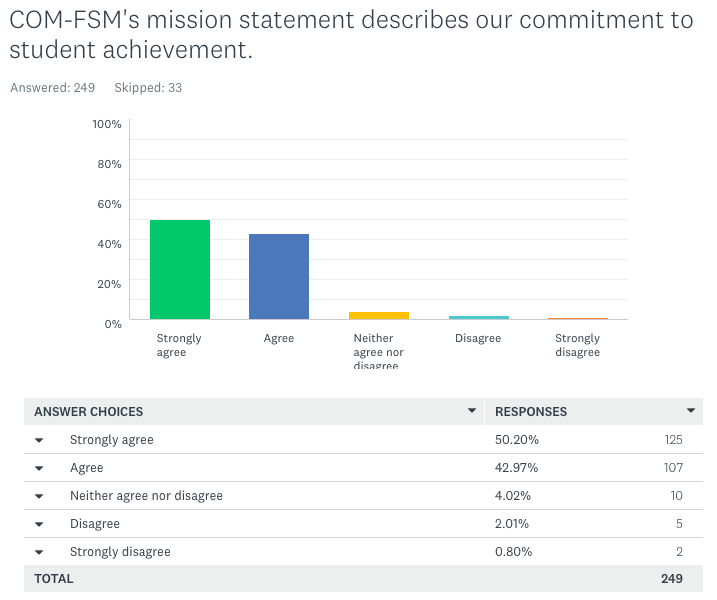 COM-FSM's mission statement describes our commitment to
student achievement.
Answered: 249 Skipped: 33
100%
80%
60%
40%
20%
0%
Strongly agree
Agree
Neither agree nor disagree
Disagree
Strongly disagree
ANSWER CHOICES RESPONSES
Strongly agree 50.20% 125
Agree 42.97% 107
Neither agree nor disagree 4.02% 10
Disagree 2.01% 5
Strongly disagree 0.80% 2
TOTAL 249